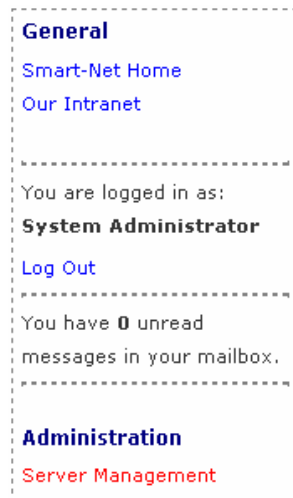 General
Smart-Net Home
Our Intranet
You are logged in as:
System Administrator
Log Out
You have 0 unread
messages in your mailbox.
Administration
Server Management